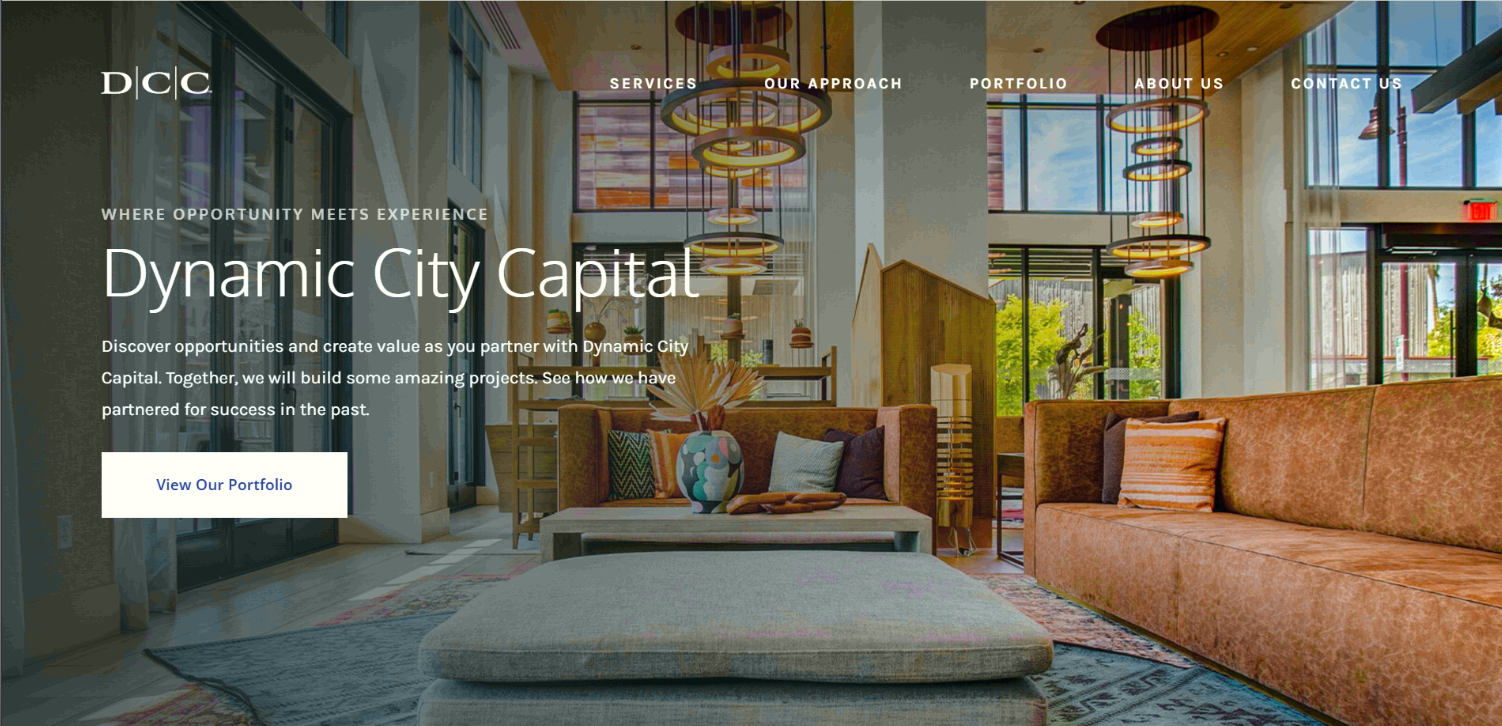 D|C|C
SERVICES OUR APPROACH PORTFOLIO ABOUT US CONTACT US
WHERE OPPORTUNITY MEETS EXPERIENCE
Dynamic City Capital
Discover opportunities and create value as you partner with Dynamic City
Capital. Together, we will build some amazing projects. See how we have
partnered for success in the past.
View Our Portfolio
EXIT